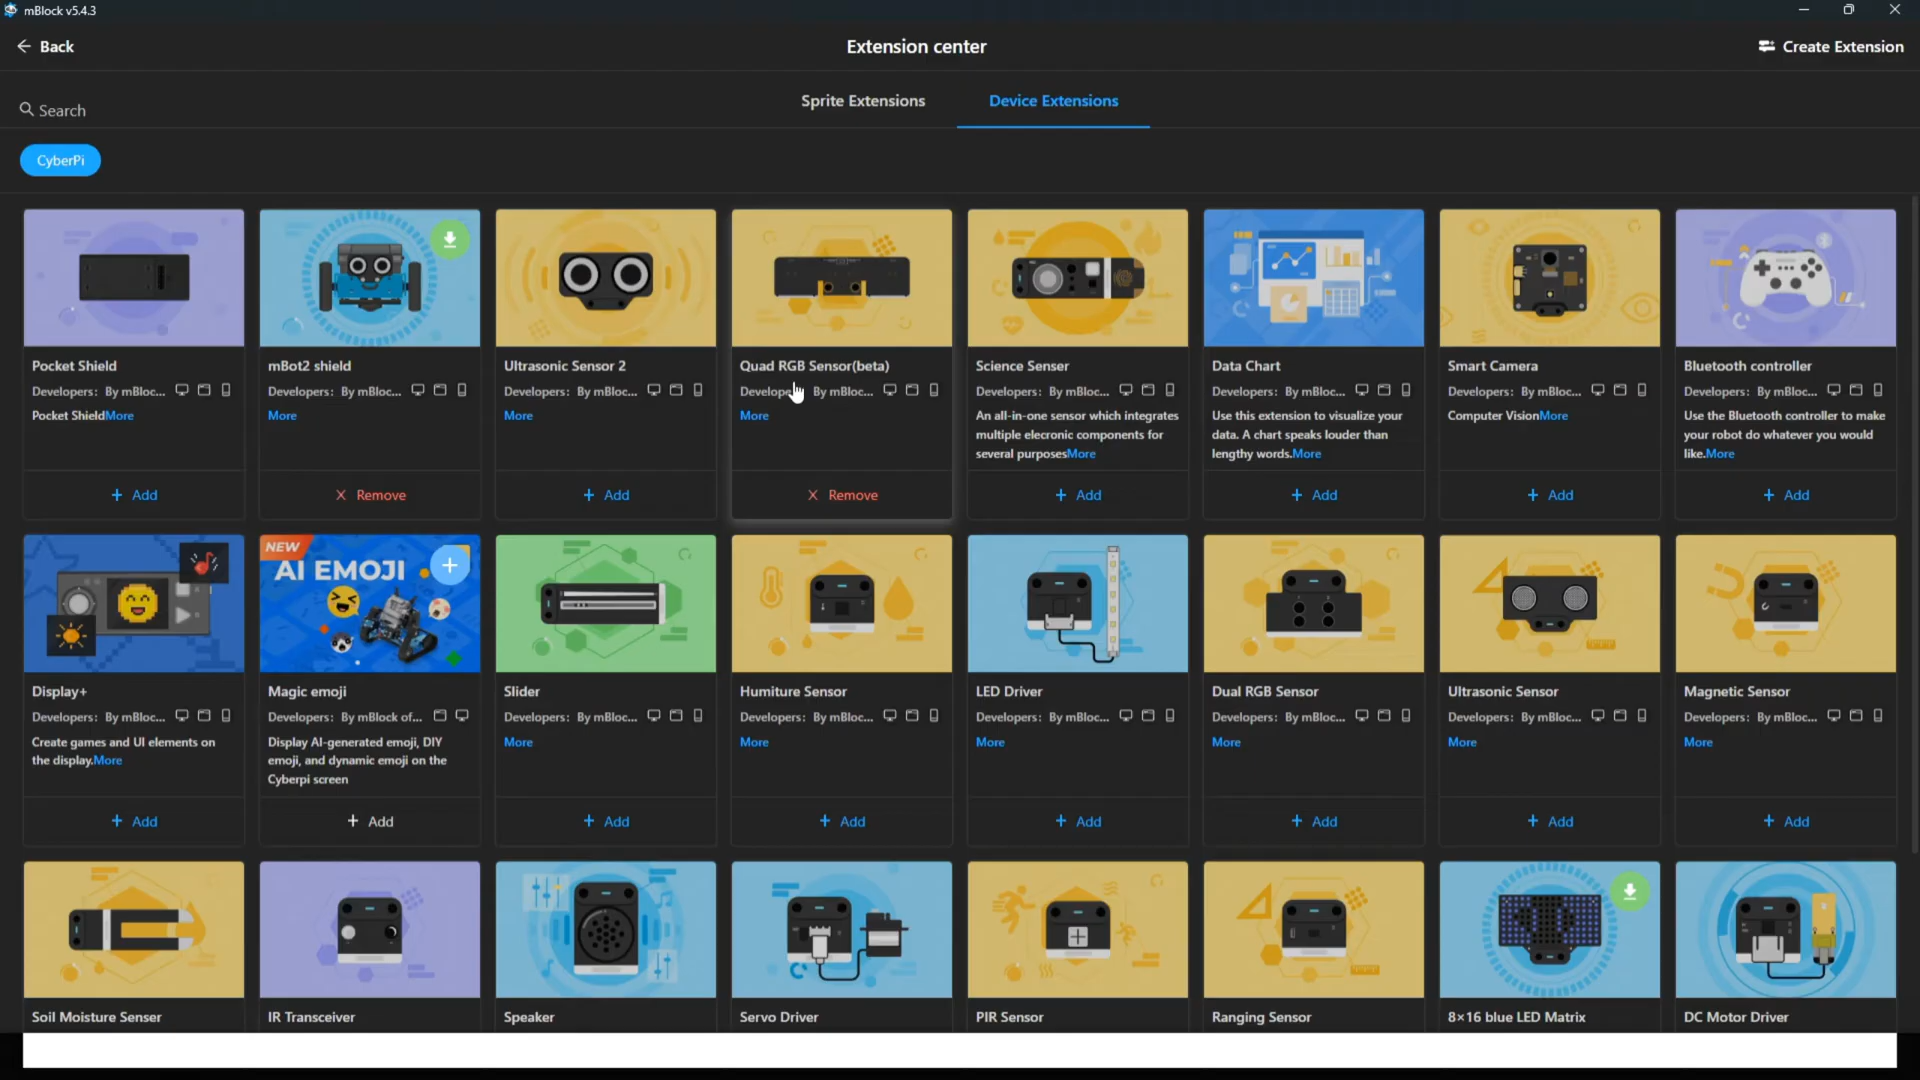 mBlock v5.4.3
Back
Extension center
Create Extension
Search
Sprite Extensions
Device Extensions
CyberPi
Pocket Shield
Developers: By mBloc...
Pocket ShieldMore
+ Add
mBot2 shield
Developers: By mBloc...
More
Remove
Ultrasonic Sensor 2
Developers: By mBloc...
More
+ Add
Quad RGB Sensor(beta)
Develope By mBloc...
More
Remove
Science Senser
Developers: By mBloc...
An all-in-one sensor which integrates
multiple elecronic components for
several purposesMore
+ Add
Data Chart
Developers: By mBloc...
Use this extension to visualize your
data. A chart speaks louder than
lengthy words.More
+ Add
Smart Camera
Developers: By mBloc...
Computer VisionMore
+ Add
Bluetooth controller
Developers: By mBloc...
Use the Bluetooth controller to make
your robot do whatever you would
like.More
+ Add
Display+
Developers: By mBloc...
Create games and UI elements on
the display.More
+ Add
NEW
AI EMOJI
Magic emoji
Developers: By mBlock of...
Display AI-generated emoji, DIY
emoji, and dynamic emoji on the
Cyberpi screen
+ Add
Slider
Developers: By mBloc...
More
+ Add
Humiture Sensor
Developers: By mBloc...
More
+ Add
LED Driver
Developers: By mBloc...
More
+ Add
Dual RGB Sensor
Developers: By mBloc...
More
+ Add
Ultrasonic Sensor
Developers: By mBloc...
More
+ Add
Magnetic Sensor
Developers: By mBloc...
More
+ Add
Soil Moisture Senser
IR Transceiver
Speaker
Servo Driver
PIR Sensor
Ranging Sensor
8×16 blue LED Matrix
DC Motor Driver